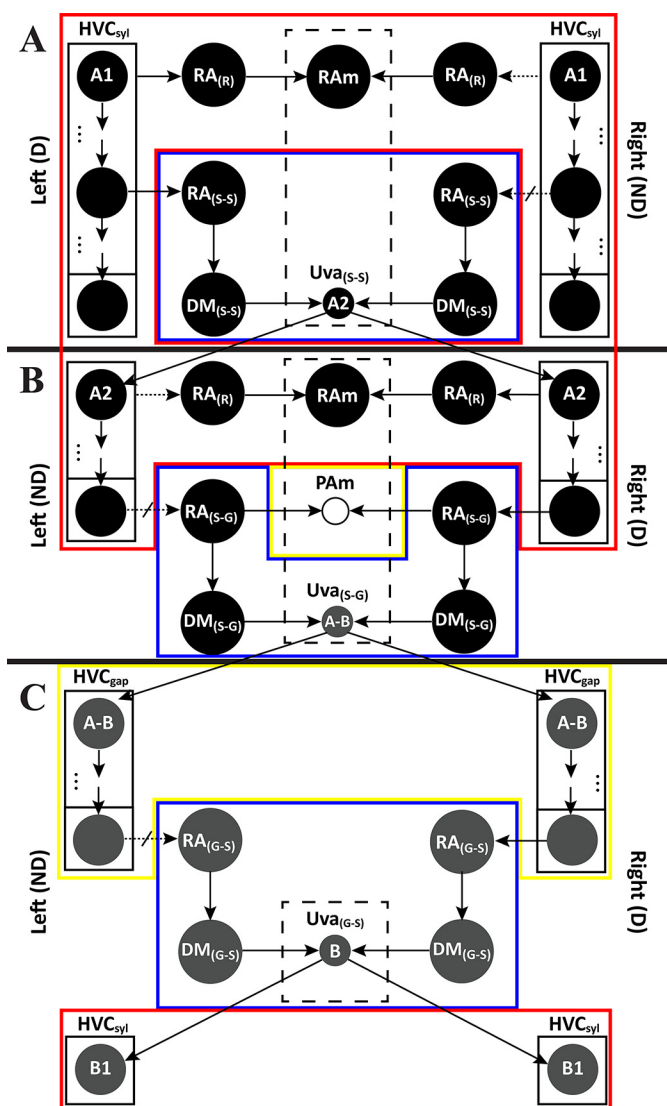 A
HVCsyl
HVCsyl
A1
RA(R)
RAm
RA(R)
A1
...
...
Left (D)
Right (ND)
RA(S-S)
RA(S-S)
...
...
Uva(S-S)
DM(S-S)
A2
DM(S-S)
B
A2
RA(R)
RAm
RA(R)
A2
...
...
Left (ND)
Right (D)
PAm
RA(S-G)
RA(S-G)
Uva(S-G)
DM(S-G)
A-B
DM(S-G)
C
HVCgap
HVCgap
A-B
A-B
...
...
Left (ND)
Right (D)
RA(G-S)
RA(G-S)
Uva(G-S)
DM(G-S)
B
DM(G-S)
HVCsyl
HVCsyl
B1
B1